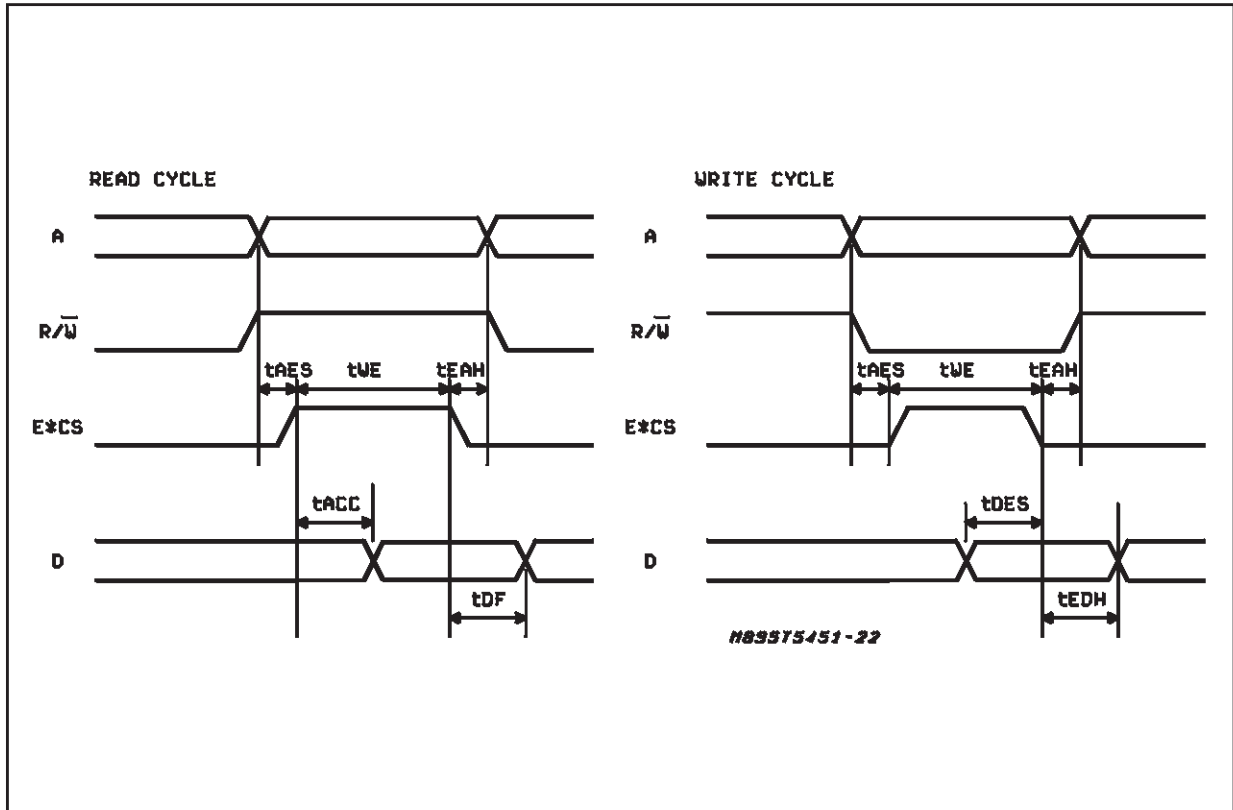 READ CYCLE
A
R/W̅
tAES tWE tEAH
E*CS
tACC
D
tDF
WRITE CYCLE
A
R/W̅
tAES tWE tEAH
E*CS
tDES
D
tEDH
M89ST5451-22